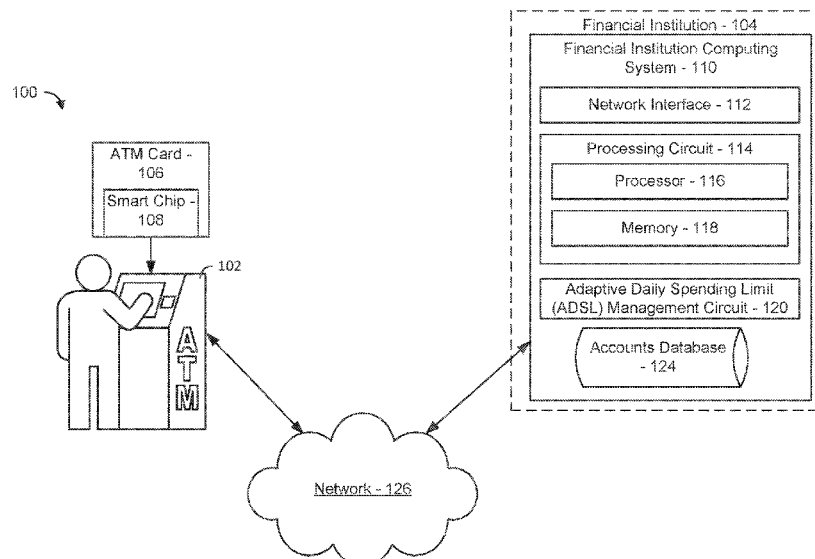 Financial Institution - 104
Financial Institution Computing
System - 110
100
Network Interface - 112
ATM Card -
106
Processing Circuit - 114
Smart Chip -
108
Processor - 116
Memory - 118
102
Adaptive Daily Spending Limit
(ADSL) Management Circuit - 120
ATM
Accounts Database
- 124
Network - 126